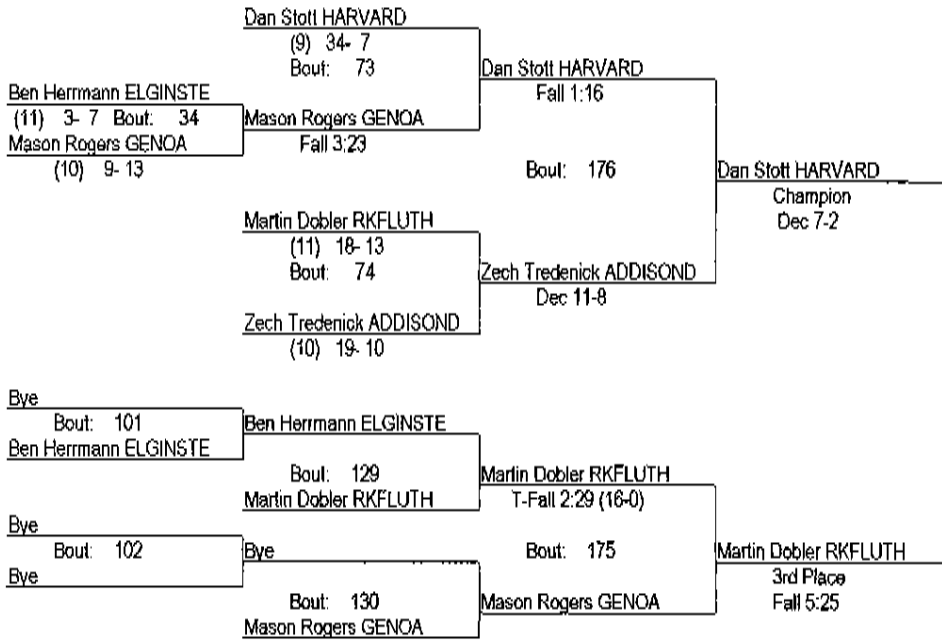 Dan Stott HARVARD
(9) 34- 7
Bout: 73
Dan Stott HARVARD
Fall 1:16
Ben Herrmann ELGINSTE
(11) 3- 7 Bout: 34
Mason Rogers GENOA
Fall 3:23
Mason Rogers GENOA
(10) 9- 13
Bout: 176
Dan Stott HARVARD
Champion
Dec 7-2
Martin Dobler RKFLUTH
(11) 18- 13
Bout: 74
Zech Tredenick ADDISOND
Dec 11-8
Zech Tredenick ADDISOND
(10) 19- 10
Bye
Bout: 101
Ben Herrmann ELGINSTE
Ben Herrmann ELGINSTE
Bout: 129
Martin Dobler RKFLUTH
Martin Dobler RKFLUTH
T-Fall 2:29 (16-0)
Bye
Bout: 102
Bye
Bye
Bout: 175
Martin Dobler RKFLUTH
3rd Place
Fall 5:25
Bout: 130
Mason Rogers GENOA
Mason Rogers GENOA